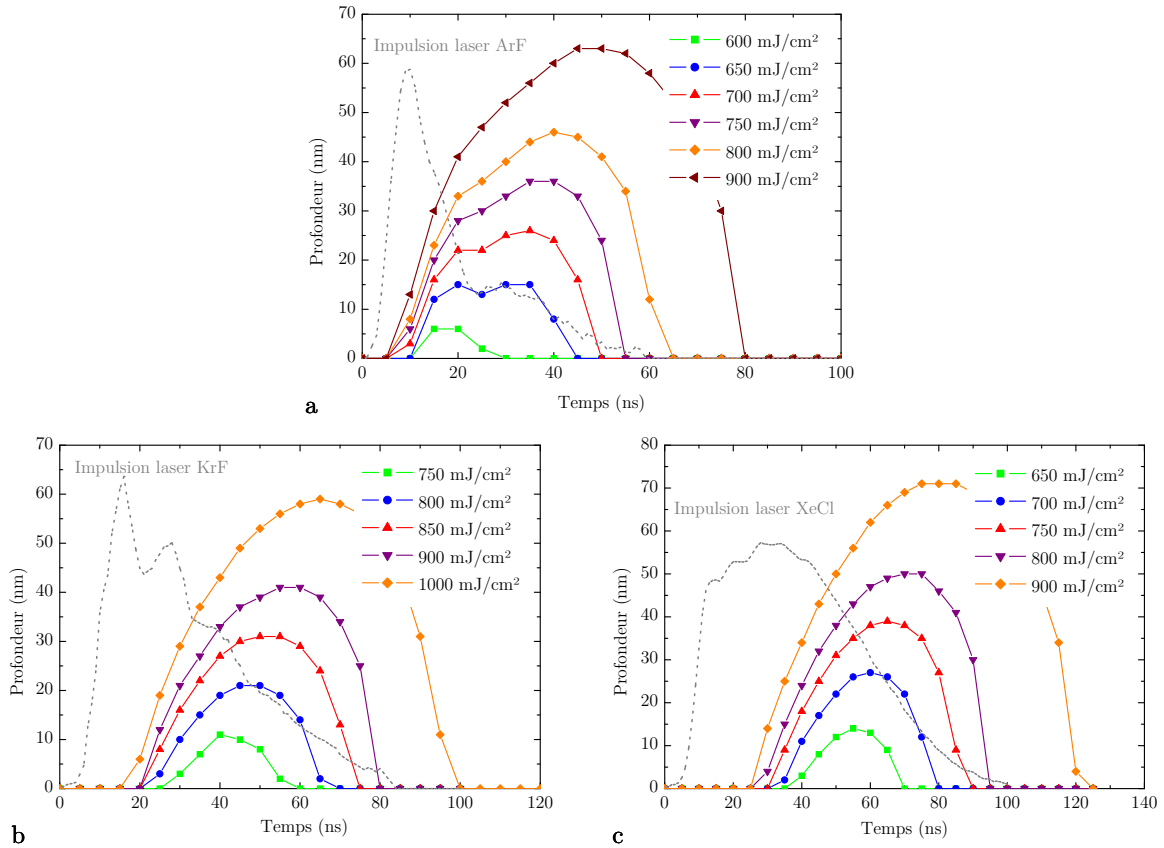 70
60
50
40
30
20
10
0
Profondeur (nm)
Impulsion laser ArF
600 mJ/cm²
650 mJ/cm²
700 mJ/cm²
750 mJ/cm²
800 mJ/cm²
900 mJ/cm²
0 20 40 60 80 100
Temps (ns)
a
70
60
50
40
30
20
10
0
Profondeur (nm)
Impulsion laser KrF
750 mJ/cm²
800 mJ/cm²
850 mJ/cm²
900 mJ/cm²
1000 mJ/cm²
0 20 40 60 80 100 120
Temps (ns)
b
80
70
60
50
40
30
20
10
0
Profondeur (nm)
Impulsion laser XeCl
650 mJ/cm²
700 mJ/cm²
750 mJ/cm²
800 mJ/cm²
900 mJ/cm²
0 20 40 60 80 100 120 140
Temps (ns)
c